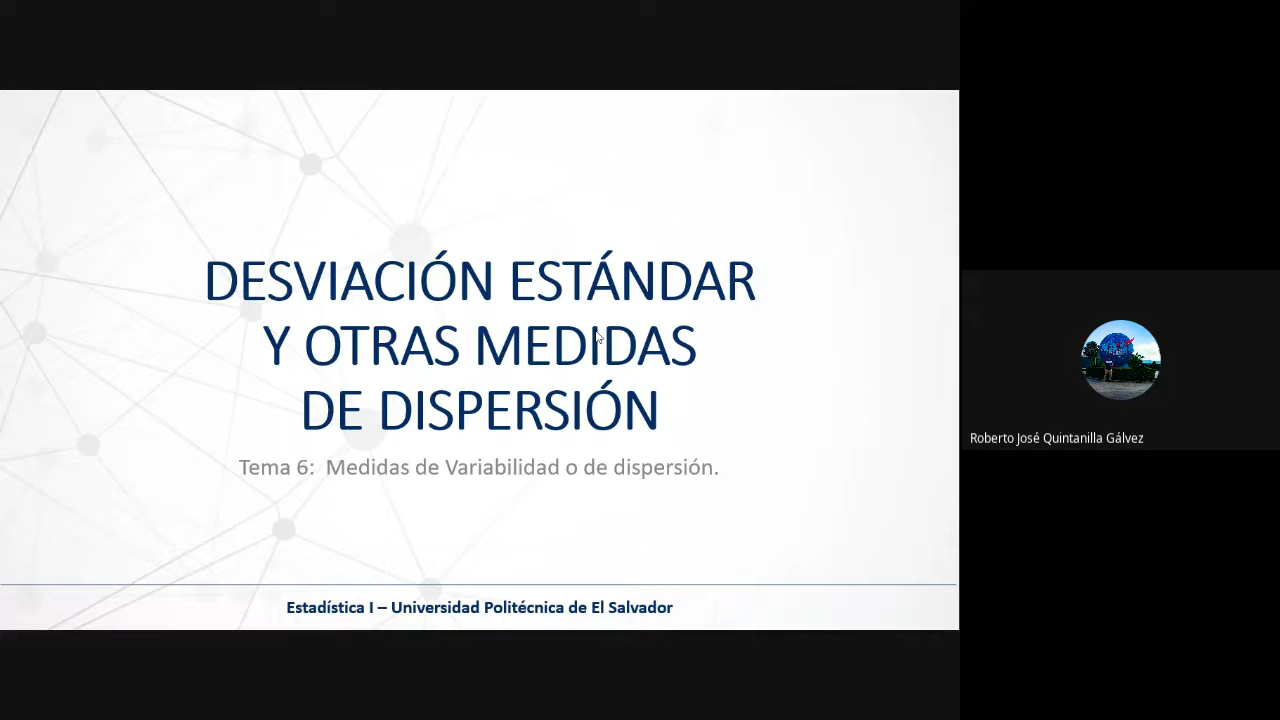 DESVIACIÓN ESTÁNDAR
Y OTRAS MEDIDAS
DE DISPERSIÓN
Tema 6: Medidas de Variabilidad o de dispersión.
Estadística I – Universidad Politécnica de El Salvador
Roberto José Quintanilla Gálvez